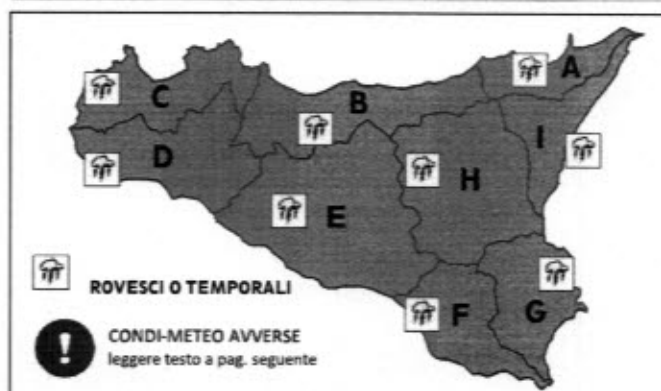 A
C
B
I
D
H
E
F
G
ROVESCI O TEMPORALI
! CONDI-METEO AVVERSE
leggere testo a pag. seguente